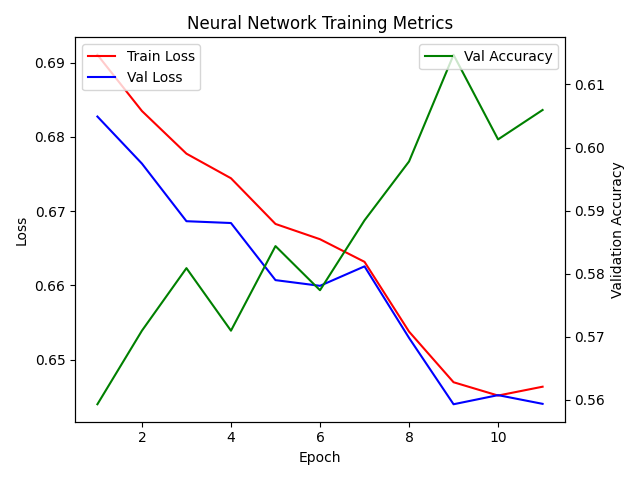 Neural Network Training Metrics
Train Loss
Val Loss
Val Accuracy
0.69
0.68
0.67
0.66
0.65
Loss
0.61
0.60
0.59
0.58
0.57
0.56
Validation Accuracy
2 4 6 8 10
Epoch